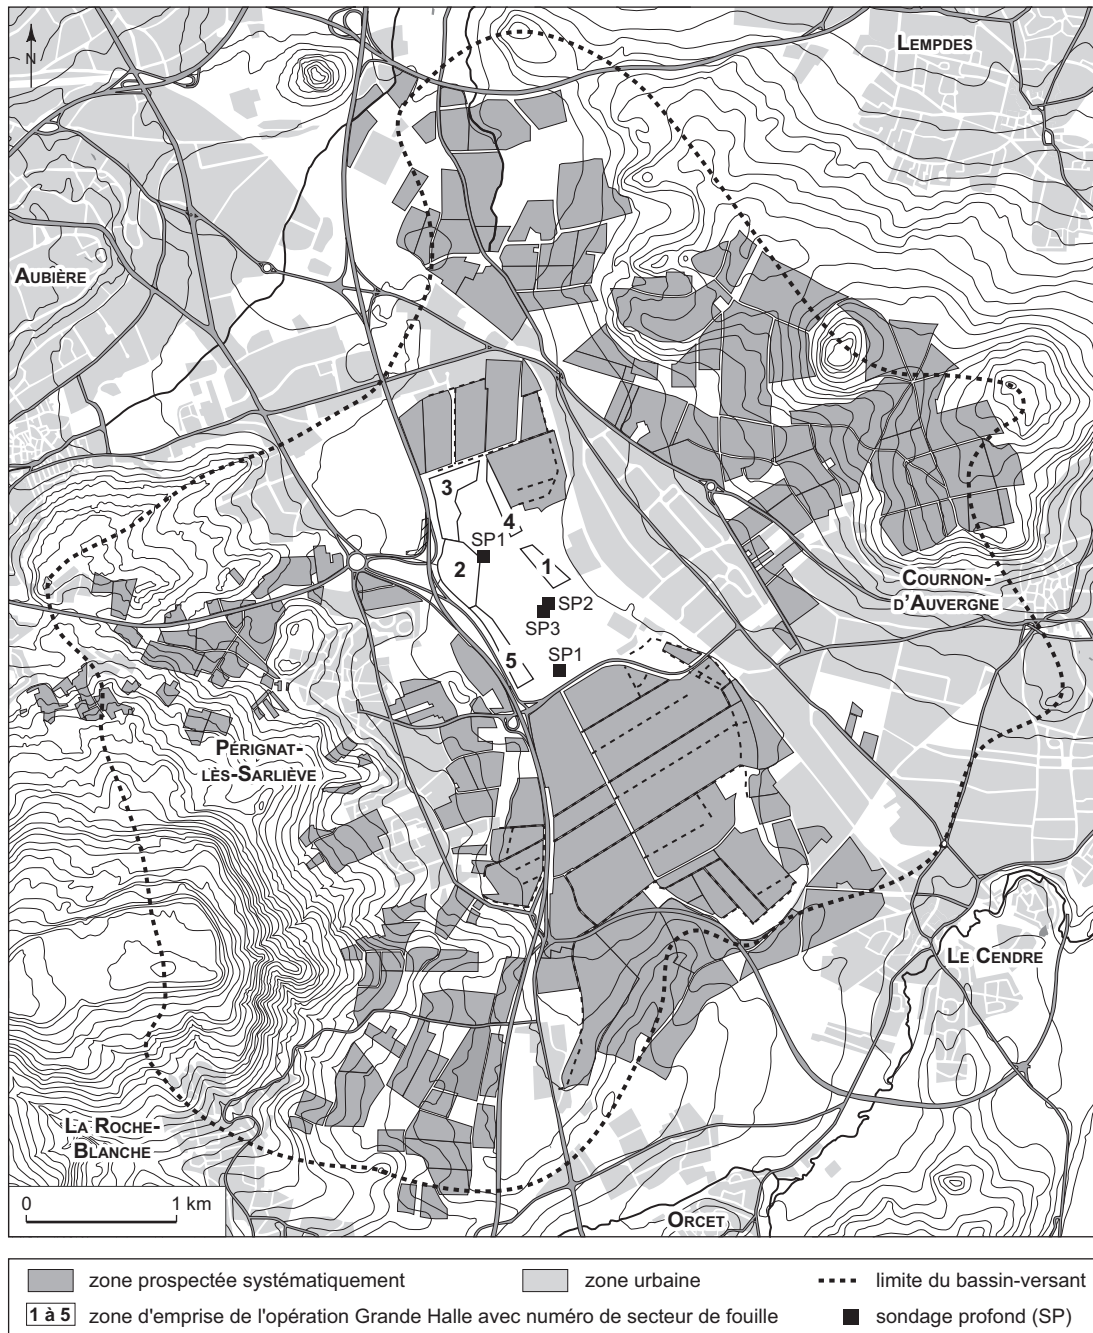 N
LEMPDES
AUBIÈRE
3
4
SP1
1
2
COURNON-
D'AUVERGNE
SP2
SP3
SP1
5
PÉRIGNAT-
LÈS-SARLIÈVE
LE CENDRE
LA ROCHE-
BLANCHE
0 1 km
ORCET
zone prospectée systématiquement
zone urbaine
limite du bassin-versant
1 à 5 zone d'emprise de l'opération Grande Halle avec numéro de secteur de fouille
sondage profond (SP)